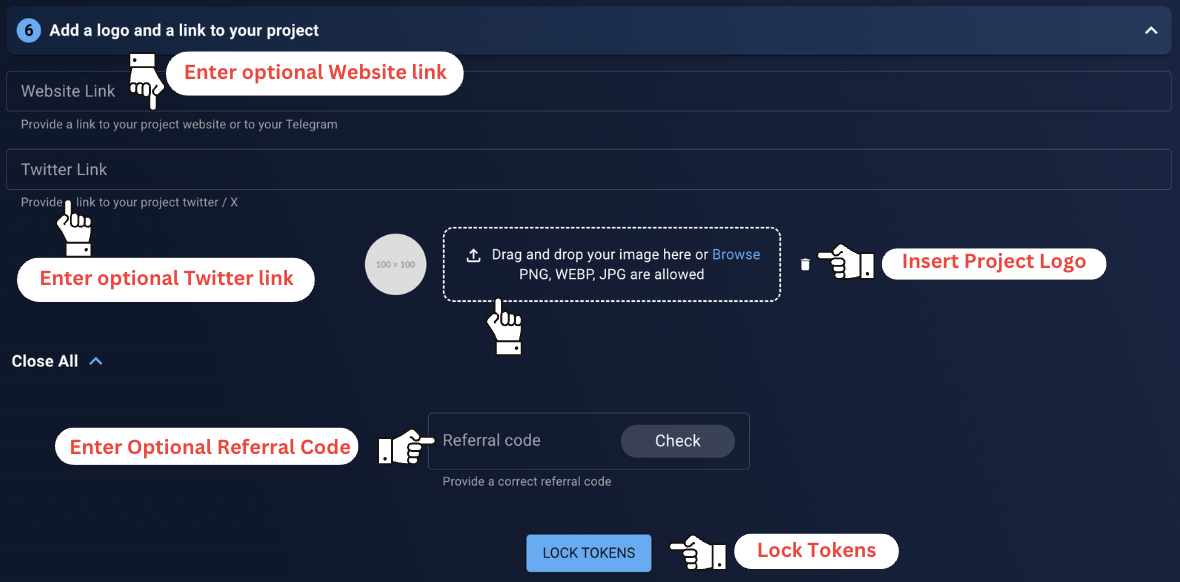 6 Add a logo and a link to your project
Enter optional Website link
Website Link
Provide a link to your project website or to your Telegram
Twitter Link
Provide link to your project twitter / X
Enter optional Twitter link
100 × 100
Drag and drop your image here or Browse
PNG, WEBP, JPG are allowed
Insert Project Logo
Close All
Enter Optional Referral Code
Referral code
Check
Provide a correct referral code
LOCK TOKENS
Lock Tokens